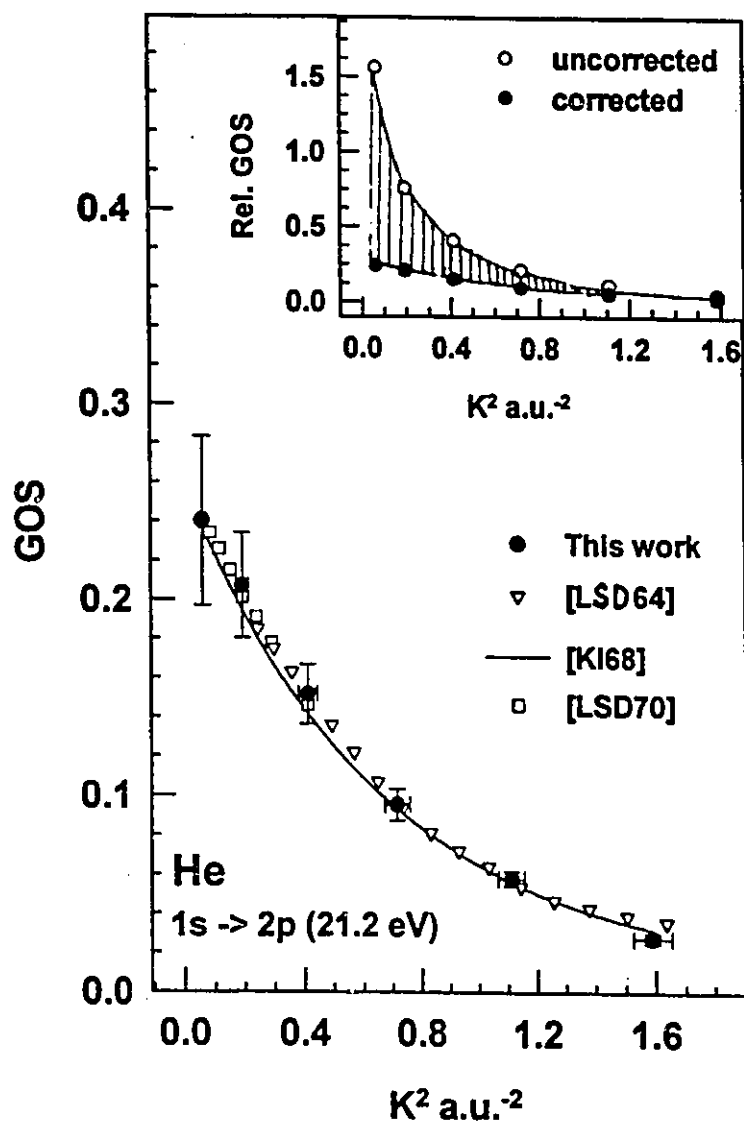 uncorrected
corrected
1.5
1.0
0.5
0.0
Rel. GOS
0.0 0.4 0.8 1.2 1.6
K² a.u.⁻²
0.4
0.3
0.2
0.1
0.0
GOS
This work
[LSD64]
[KI68]
[LSD70]
He
1s -> 2p (21.2 eV)
0.0 0.4 0.8 1.2 1.6
K² a.u.⁻²